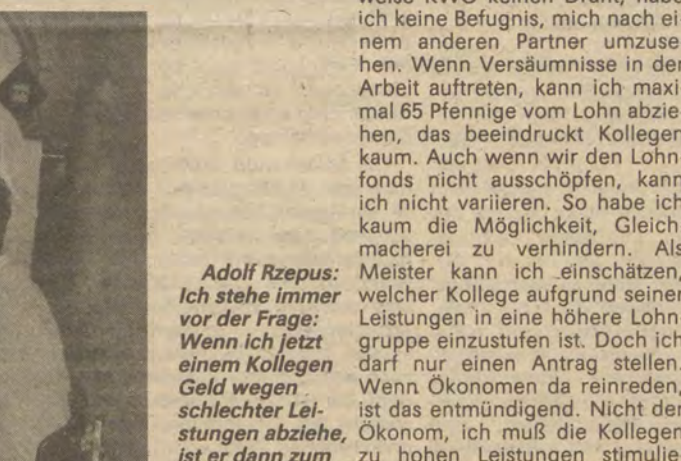 Adolf Rzepus:
Ich stehe immer
vor der Frage:
Wenn ich jetzt
einem Kollegen
Geld wegen
schlechter Lei-
stungen abziehe,
ist er dann zum
weise KWO keinen Draht, habe
ich keine Befugnis, mich nach ei
nem anderen Partner umzuse
hen. Wenn Versäumnisse in der
Arbeit auftreten, kann ich maxi
mal 65 Pfennige vom Lohn abzie
hen, das beeindruckt Kollegen
kaum. Auch wenn wir den Lohn
fonds nicht ausschöpfen, kann
ich nicht variieren. So habe ich
kaum die Möglichkeit, Gleich
macherei zu verhindern. Als
Meister kann ich einschätzen,
welcher Kollege aufgrund seiner
Leistungen in eine höhere Lohn
gruppe einzustufen ist. Doch ich
darf nur einen Antrag stellen.
Wenn Ökonomen da reinreden,
ist das entmündigend. Nicht der
Ökonom, ich muß die Kollegen
zu hohen Leistungen stimulie